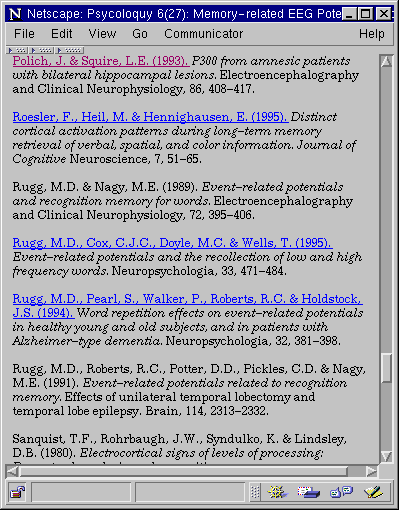 Netscape: Psycoloquy 6(27): Memory-related EEG Pote
File Edit View Go Communicator Help
Polich, J. & Squire, L.E. (1993). P300 from amnesic patients
with bilateral hippocampal lesions. Electroencephalography
and Clinical Neurophysiology, 86, 408-417.
Roesler, F., Heil, M. & Hennighausen, E. (1995). Distinct
cortical activation patterns during long-term memory
retrieval of verbal, spatial, and color information. Journal of
Cognitive Neuroscience, 7, 51-65.
Rugg, M.D. & Nagy, M.E. (1989). Event-related potentials
and recognition memory for words. Electroencephalography
and Clinical Neurophysiology, 72, 395-406.
Rugg, M.D., Cox, C.J.C., Doyle, M.C. & Wells, T. (1995).
Event-related potentials and the recollection of low and high
frequency words. Neuropsychologia, 33, 471-484.
Rugg, M.D., Pearl, S., Walker, P., Roberts, R.C. & Holdstock,
J.S. (1994). Word repetition effects on event-related potentials
in healthy young and old subjects, and in patients with
Alzheimer-type dementia. Neuropsychologia, 32, 381-398.
Rugg, M.D., Roberts, R.C., Potter, D.D., Pickles, C.D. & Nagy,
M.E. (1991). Event-related potentials related to recognition
memory. Effects of unilateral temporal lobectomy and
temporal lobe epilepsy. Brain, 114, 2313-2332.
Sanquist, T.F., Rohrbaugh, J.W., Syndulko, K. & Lindsley,
D.B. (1980). Electrocortical signs of levels of processing: